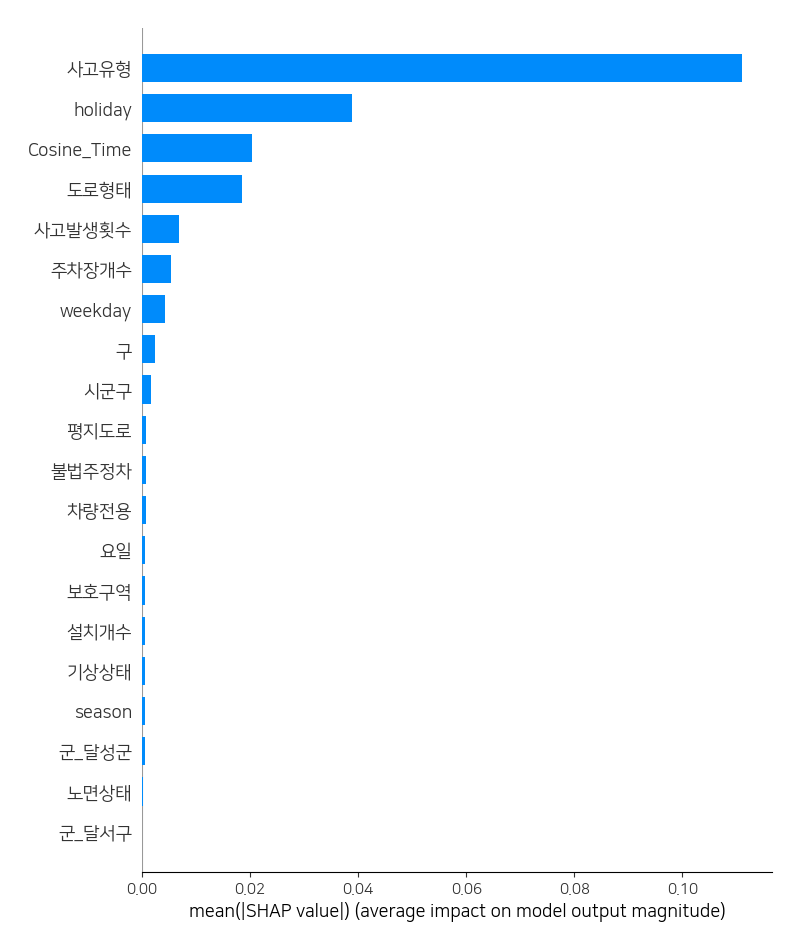 사고유형
holiday
Cosine_Time
도로형태
사고발생횟수
주차장개수
weekday
구
시군구
평지도로
불법주정차
차량전용
요일
보호구역
설치개수
기상상태
season
군_달성군
노면상태
군_달서구
0.00 0.02 0.04 0.06 0.08 0.10
mean(|SHAP value|) (average impact on model output magnitude)